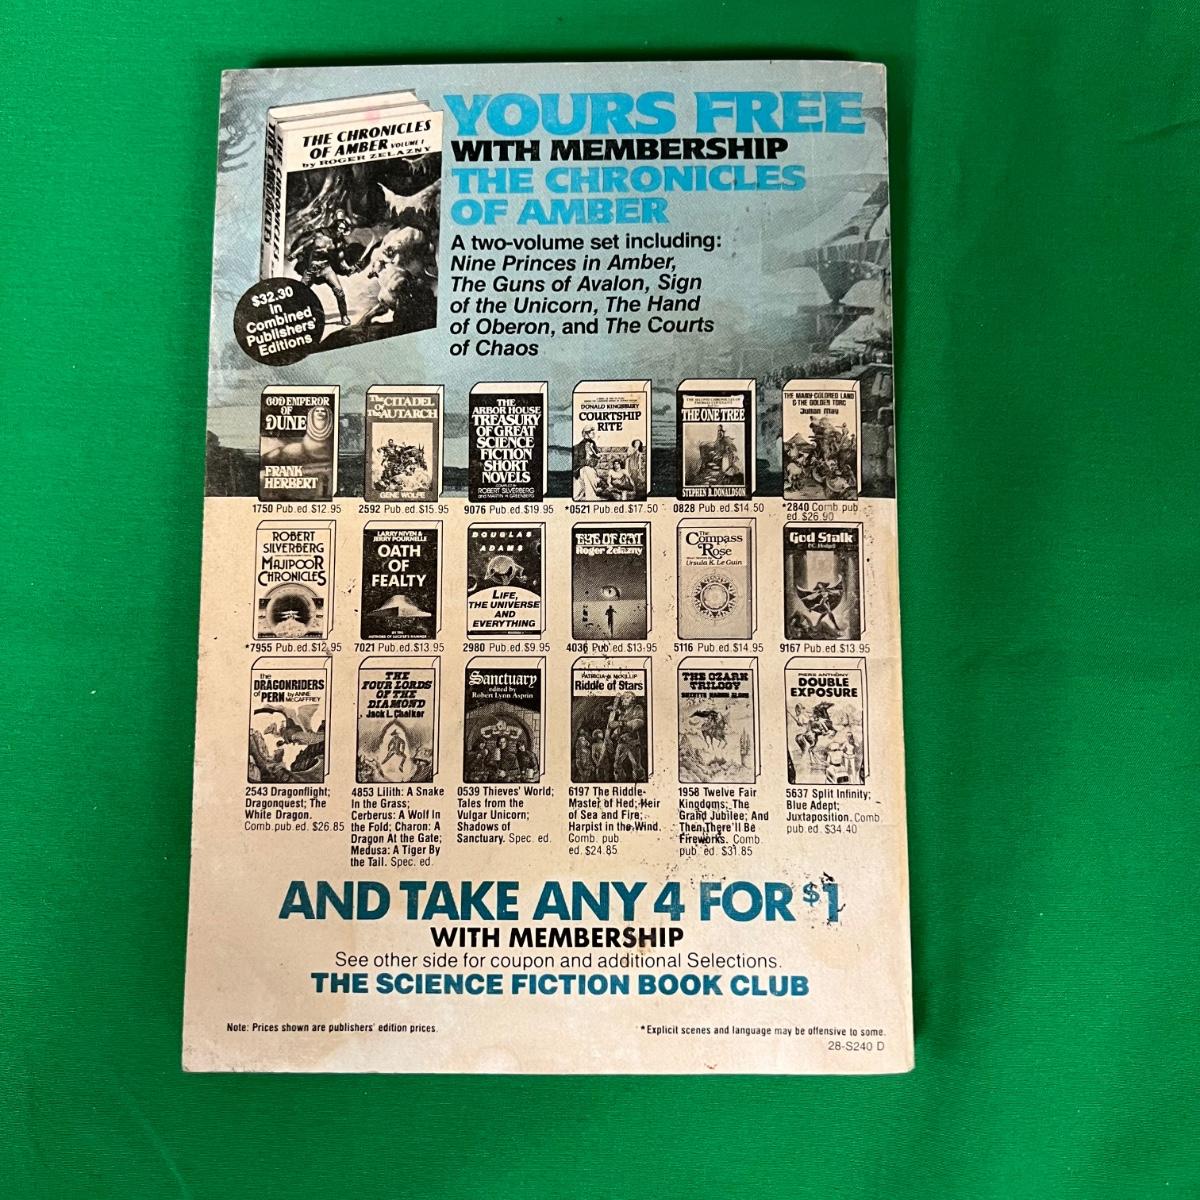 YOURS FREE
WITH MEMBERSHIP
THE CHRONICLES
OF AMBER
A two-volume set including:
Nine Princes in Amber,
The Guns of Avalon, Sign
of the Unicorn, The Hand
of Oberon, and The Courts
of Chaos
THE CHRONICLES
OF AMBER VOLUME I
by ROGER ZELAZNY
$32.30
in
Combined
Publishers'
Editions
GOD EMPEROR
OF
DUNE
FRANK
HERBERT
1750 Pub.ed.$12.95
The CITADEL
of The AUTARCH
GENE WOLFE
2592 Pub.ed.$15.95
THE
ARBOR HOUSE
TREASURY
OF GREAT
SCIENCE
FICTION
SHORT
NOVELS
ROBERT SILVERBERG
9076 Pub.ed.$19.95
DONALD KINGSBURY
COURTSHIP
RITE
*0521 Pub.ed.$17.50
THE ONE TREE
STEPHEN R. DONALDSON
0828 Pub.ed.$14.50
THE MANY-COLORED LAND
& THE GOLDEN TORC
Julian May
*2840 Comb.pub.
ed. $26.90
ROBERT
SILVERBERG
MAJIPOOR
CHRONICLES
*7955 Pub.ed.$12.95
LARRY NIVEN &
JERRY POURNELLE
OATH
OF
FEALTY
BY THE
AUTHORS OF LUCIFER'S HAMMER
7021 Pub.ed.$13.95
DOUGLAS
ADAMS
LIFE,
THE UNIVERSE
AND
EVERYTHING
2980 Pub.ed.$9.95
EYE OF CAT
Roger Zelazny
4036 Pub.ed.$13.95
The
Compass
Rose
Ursula K. Le Guin
5116 Pub.ed.$14.95
God Stalk
P.C. Hodgell
9167 Pub.ed.$13.95
the
DRAGONRIDERS
OF PERN by ANNE
McCAFFREY
2543 Dragonflight;
Dragonquest; The
White Dragon.
Comb.pub.ed. $26.85
THE
FOUR LORDS
OF THE
DIAMOND
Jack L. Chalker
4853 Lilith: A Snake
In the Grass;
Cerberus: A Wolf In
the Fold; Charon: A
Dragon At the Gate;
Medusa: A Tiger By
the Tail. Spec. ed.
Sanctuary
edited by
Robert Lynn Asprin
0539 Thieves' World;
Tales from the
Vulgar Unicorn;
Shadows of
Sanctuary. Spec. ed.
PATRICIA A. McKILLIP
Riddle of Stars
6197 The Riddle-
Master of Hed; Heir
of Sea and Fire;
Harpist in the Wind.
Comb. pub.
ed. $24.85
THE OZARK
TRILOGY
SUZETTE HADEN ELGIN
1958 Twelve Fair
Kingdoms; The
Grand Jubilee; And
Then There'll Be
Fireworks. Comb.
pub. ed. $31.85
PIERS ANTHONY
DOUBLE
EXPOSURE
5637 Split Infinity;
Blue Adept;
Juxtaposition. Comb.
pub.ed. $34.40
AND TAKE ANY 4 FOR $1
WITH MEMBERSHIP
See other side for coupon and additional Selections.
THE SCIENCE FICTION BOOK CLUB
Note: Prices shown are publishers' edition prices.
*Explicit scenes and language may be offensive to some.
28-S240 D